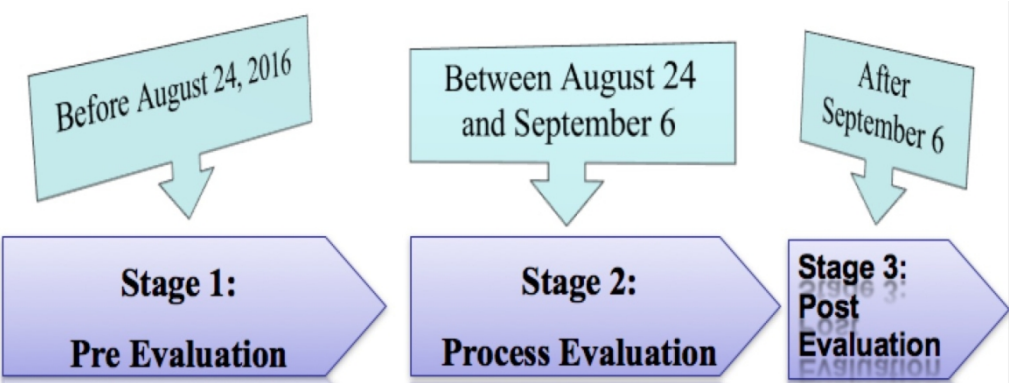 Before August 24, 2016
Between August 24
and September 6
After
September 6
Stage 1:
Pre Evaluation
Stage 2:
Process Evaluation
Stage 3:
Post
Evaluation